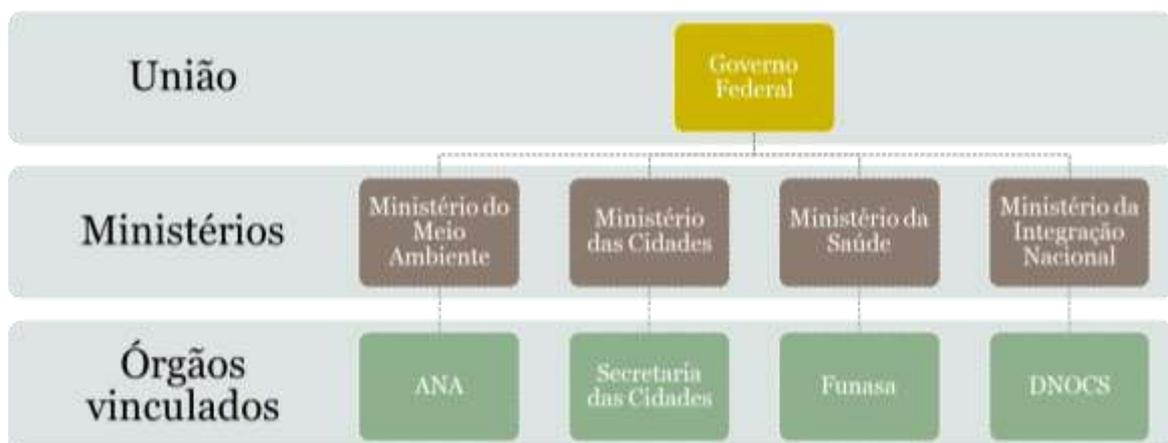 União
Governo
Federal
Ministérios
Ministério do
Meio
Ambiente
Ministério
das Cidades
Ministério da
Saúde
Ministério da
Integração
Nacional
Órgãos
vinculados
ANA
Secretaria
das Cidades
Funasa
DNOCS